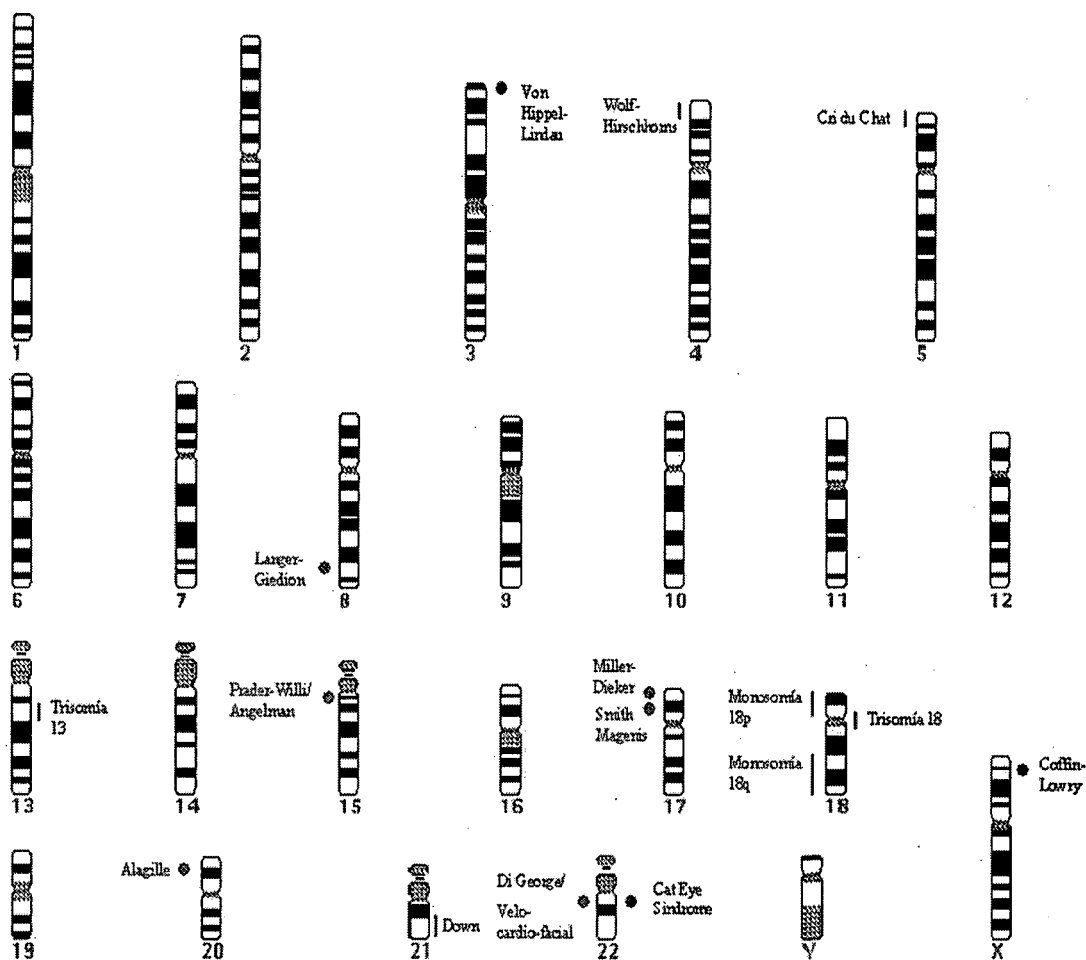 Von
Hippel-
Lindau
Wolf-
Hirschhorns
Cri du Chat
1
2
3
4
5
Langer-
Giedion
6
7
8
9
10
11
12
Trisomía
13
Prader-Willi/
Angelman
Miller-
Dieker
Smith
Magenis
Monosomía
18p
Trisomía 18
Monosomía
18q
Coffin-
Lowry
13
14
15
16
17
18
Alagille
Down
Di George/
Velo-
cardio-facial
Cat Eye
Sindrome
19
20
21
22
Y
X